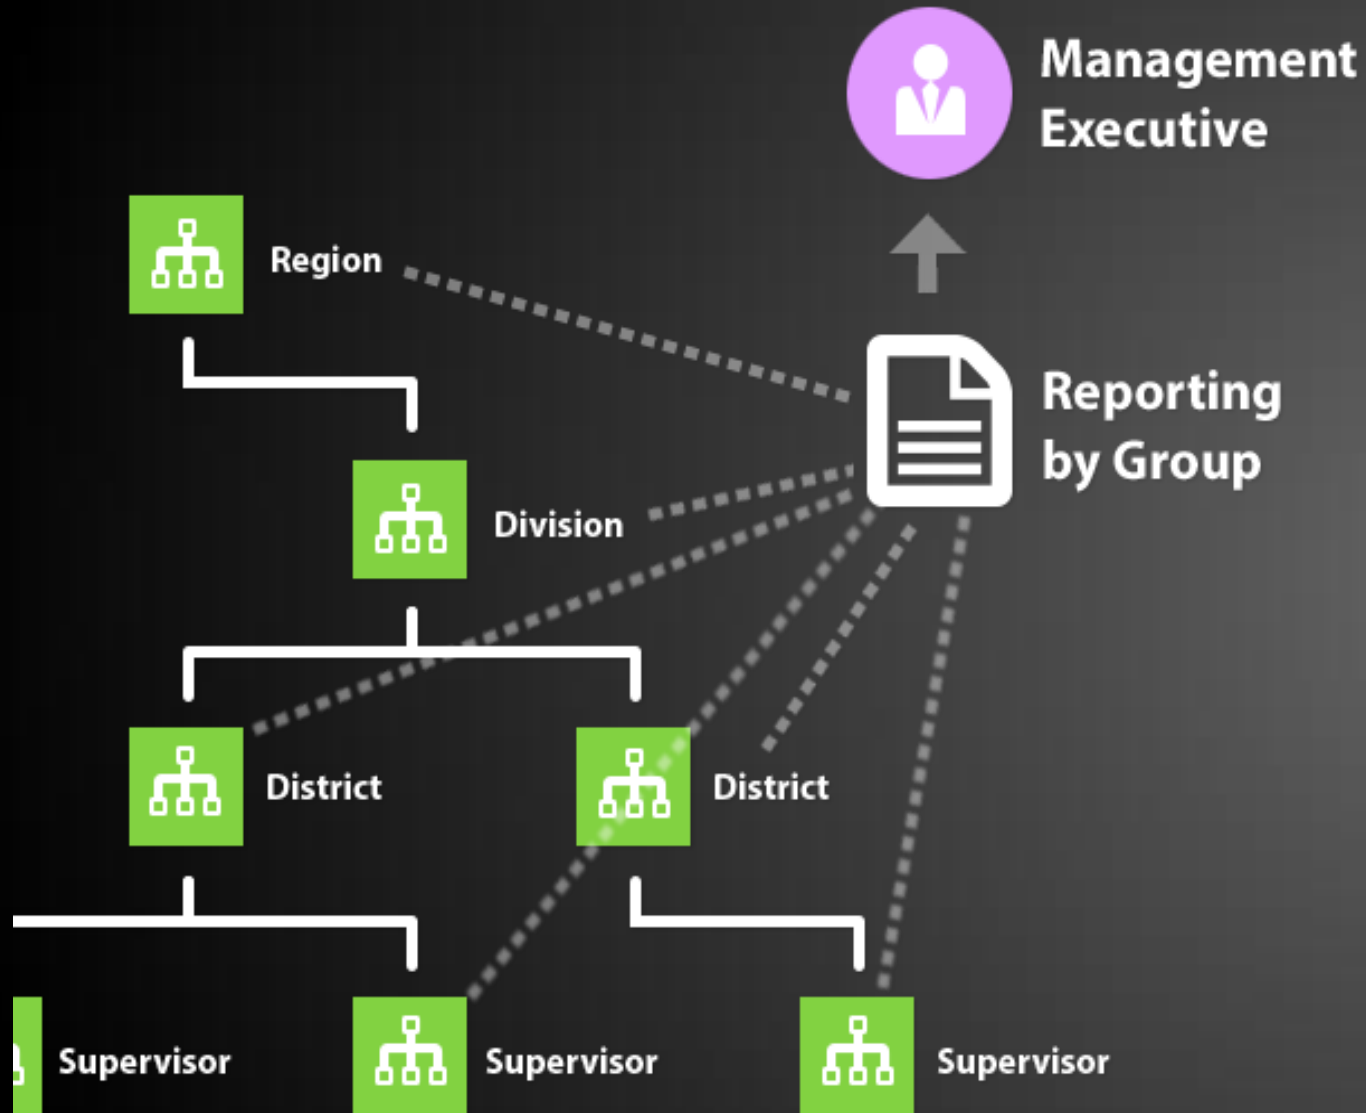 Management
Executive
Region
Reporting
by Group
Division
District
District
Supervisor
Supervisor
Supervisor